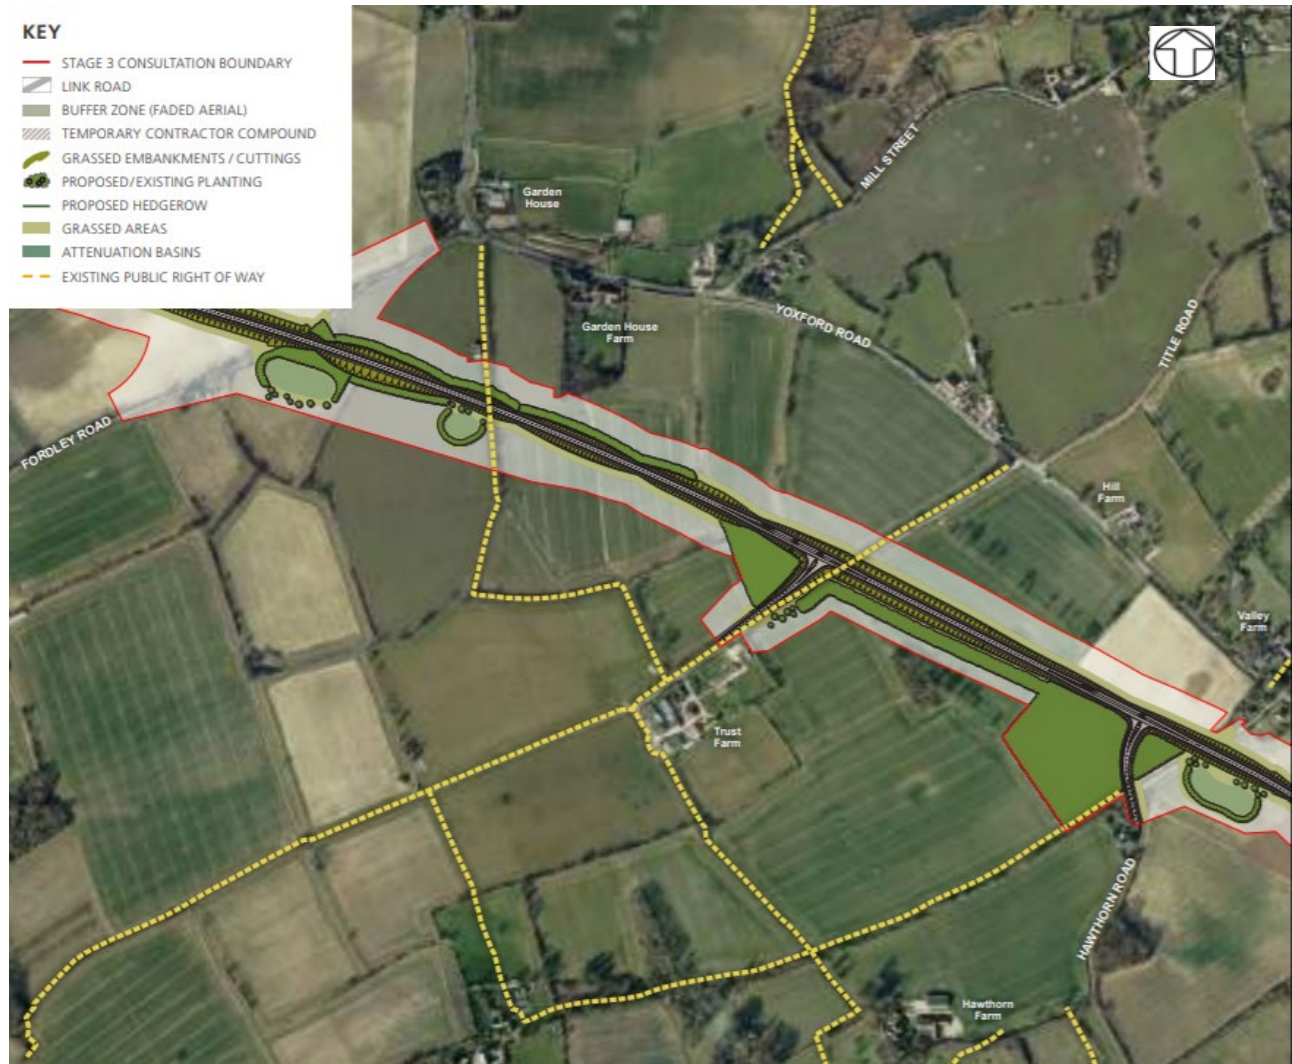 KEY
STAGE 3 CONSULTATION BOUNDARY
LINK ROAD
BUFFER ZONE (FADED AERIAL)
TEMPORARY CONTRACTOR COMPOUND
GRASSED EMBANKMENTS / CUTTINGS
PROPOSED/EXISTING PLANTING
PROPOSED HEDGEROW
GRASSED AREAS
ATTENUATION BASINS
EXISTING PUBLIC RIGHT OF WAY
MILL STREET
Garden
House
YOXFORD ROAD
TITLE ROAD
Garden House
Farm
FORDLEY ROAD
Hill
Farm
Valley
Farm
Trust
Farm
HAWTHORN ROAD
Hawthorn
Farm